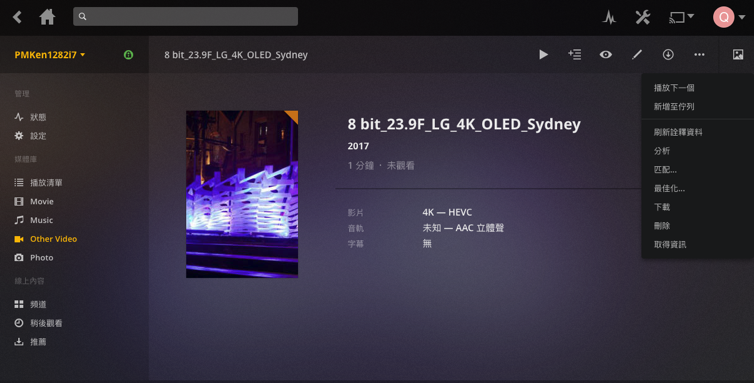 PMKen1282i7
8 bit_23.9F_LG_4K_OLED_Sydney
Q
管理
狀態
設定
媒體庫
播放清單
Movie
Music
Other Video
Photo
線上內容
頻道
稍後觀看
推薦
8 bit_23.9F_LG_4K_OLED_Sydney
2017
1 分鐘 · 未觀看
影片 4K — HEVC
音軌 未知 — AAC 立體聲
字幕 無
播放下一個
新增至佇列
刷新詮釋資料
分析
匹配...
最佳化...
下載
刪除
取得資訊